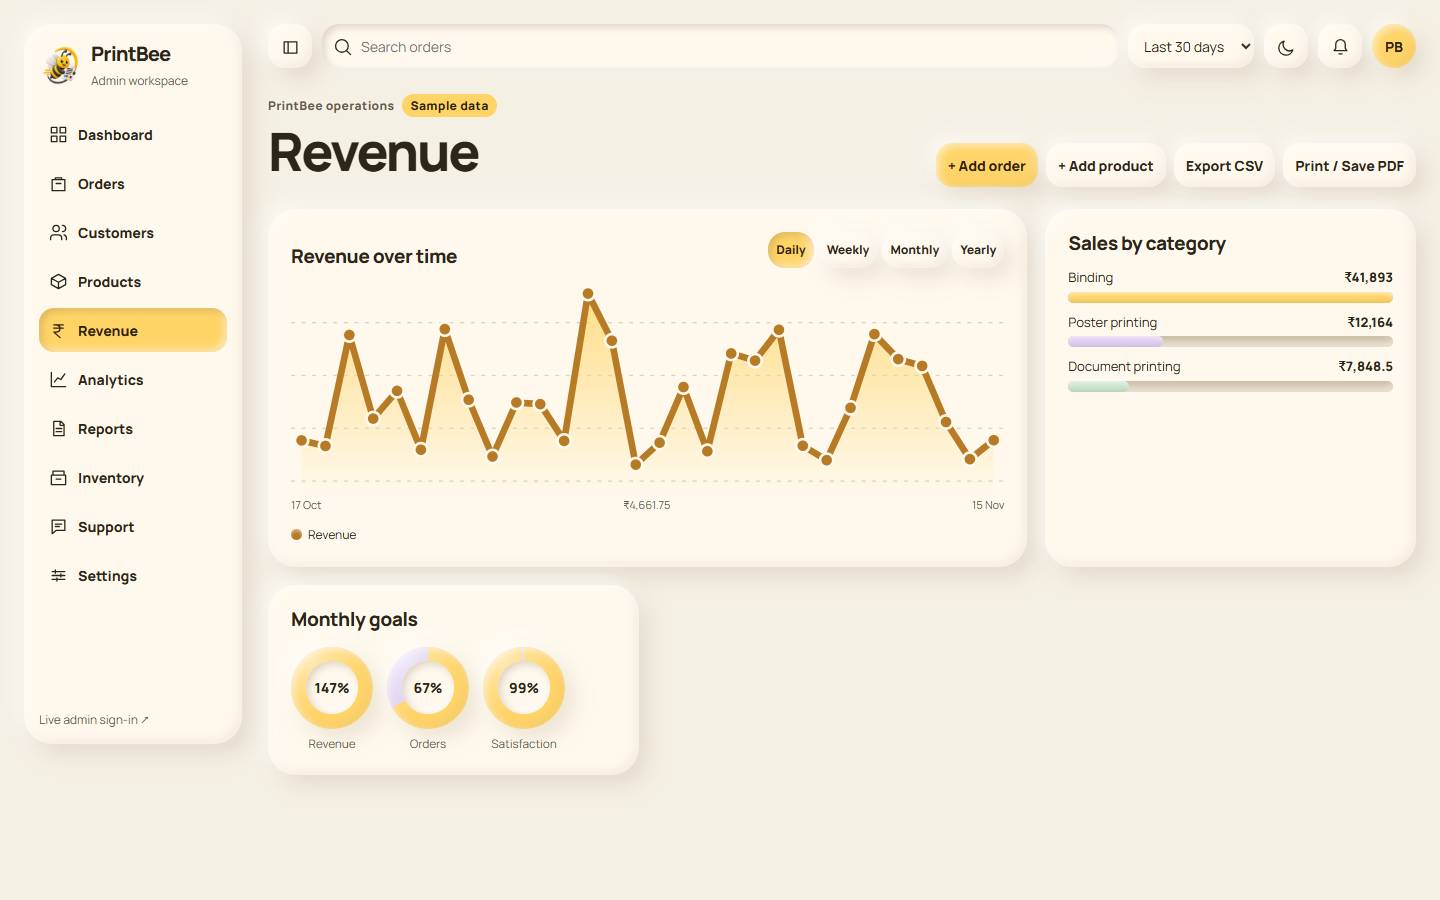 PrintBee
Admin workspace
Dashboard
Orders
Customers
Products
Revenue
Analytics
Reports
Inventory
Support
Settings
Live admin sign-in ↗
Search orders
Last 30 days
PB
PrintBee operations
Sample data
Revenue
+ Add order
+ Add product
Export CSV
Print / Save PDF
Revenue over time
Daily
Weekly
Monthly
Yearly
17 Oct
₹4,661.75
15 Nov
Revenue
Sales by category
Binding ₹41,893
Poster printing ₹12,164
Document printing ₹7,848.5
Monthly goals
147%
67%
99%
Revenue
Orders
Satisfaction